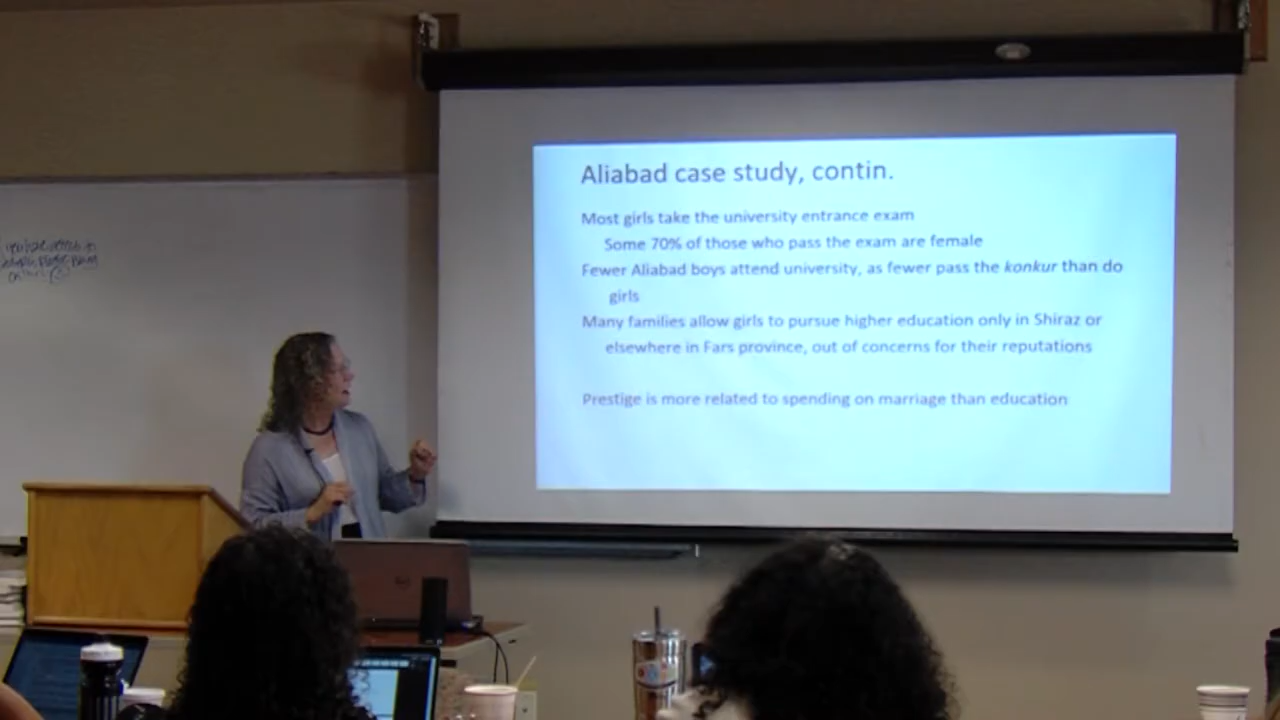 Aliabad case study, contin.
Most girls take the university entrance exam
Some 70% of those who pass the exam are female
Fewer Aliabad boys attend university, as fewer pass the konkur than do
girls
Many families allow girls to pursue higher education only in Shiraz or
elsewhere in Fars province, out of concerns for their reputations
Prestige is more related to spending on marriage than education